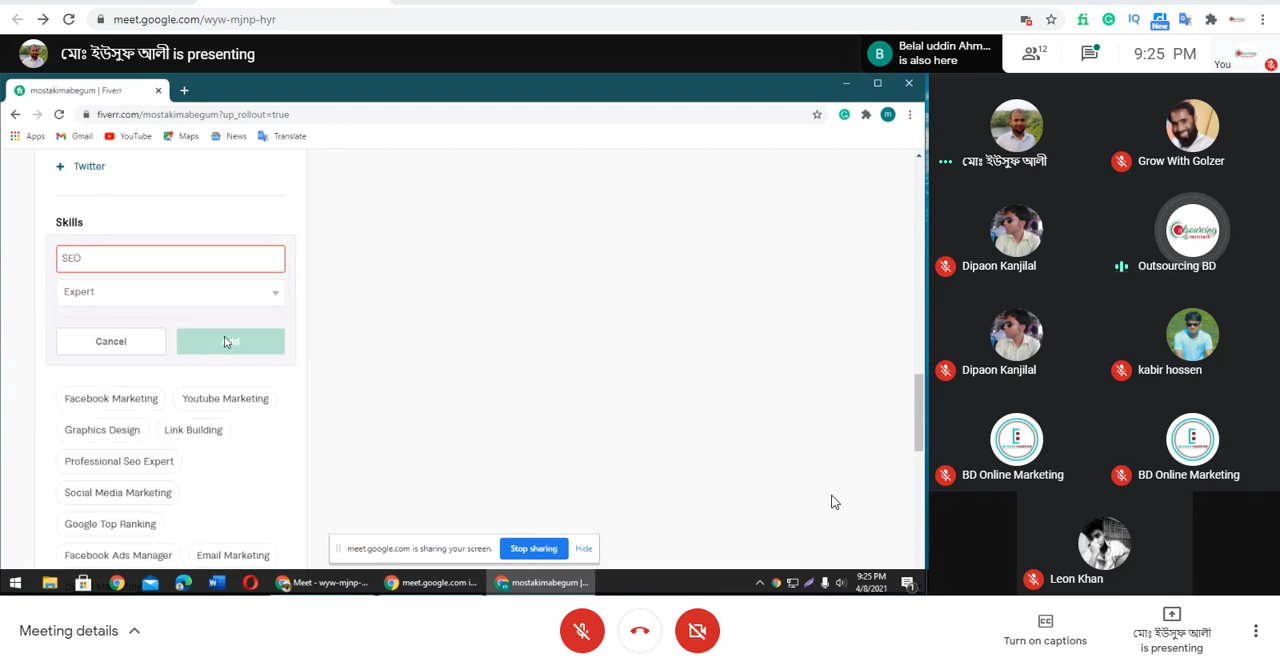 meet.google.com/wyw-mjnp-hyr
New
মোঃ ইউসুফ আলী is presenting
B
Belal uddin Ahm...
is also here
12
9:25 PM
You
mostakimabegum | Fiverr
fiverr.com/mostakimabegum?up_rollout=true
m
Apps
Gmail
YouTube
Maps
News
Translate
+ Twitter
Skills
SEO
Expert
Cancel
Facebook Marketing
Youtube Marketing
Graphics Design
Link Building
Professional Seo Expert
Social Media Marketing
Google Top Ranking
Facebook Ads Manager
Email Marketing
meet.google.com is sharing your screen.
Stop sharing
Hide
Meet - wyw-mjnp-...
meet.google.com i...
mostakimabegum |...
9:25 PM
4/8/2021
1
মোঃ ইউসুফ আলী
Grow With Golzer
Dipaon Kanjilal
Outsourcing BD
Dipaon Kanjilal
kabir hossen
BD Online Marketing
BD Online Marketing
Leon Khan
Meeting details
Turn on captions
মোঃ ইউসুফ আলী
is presenting